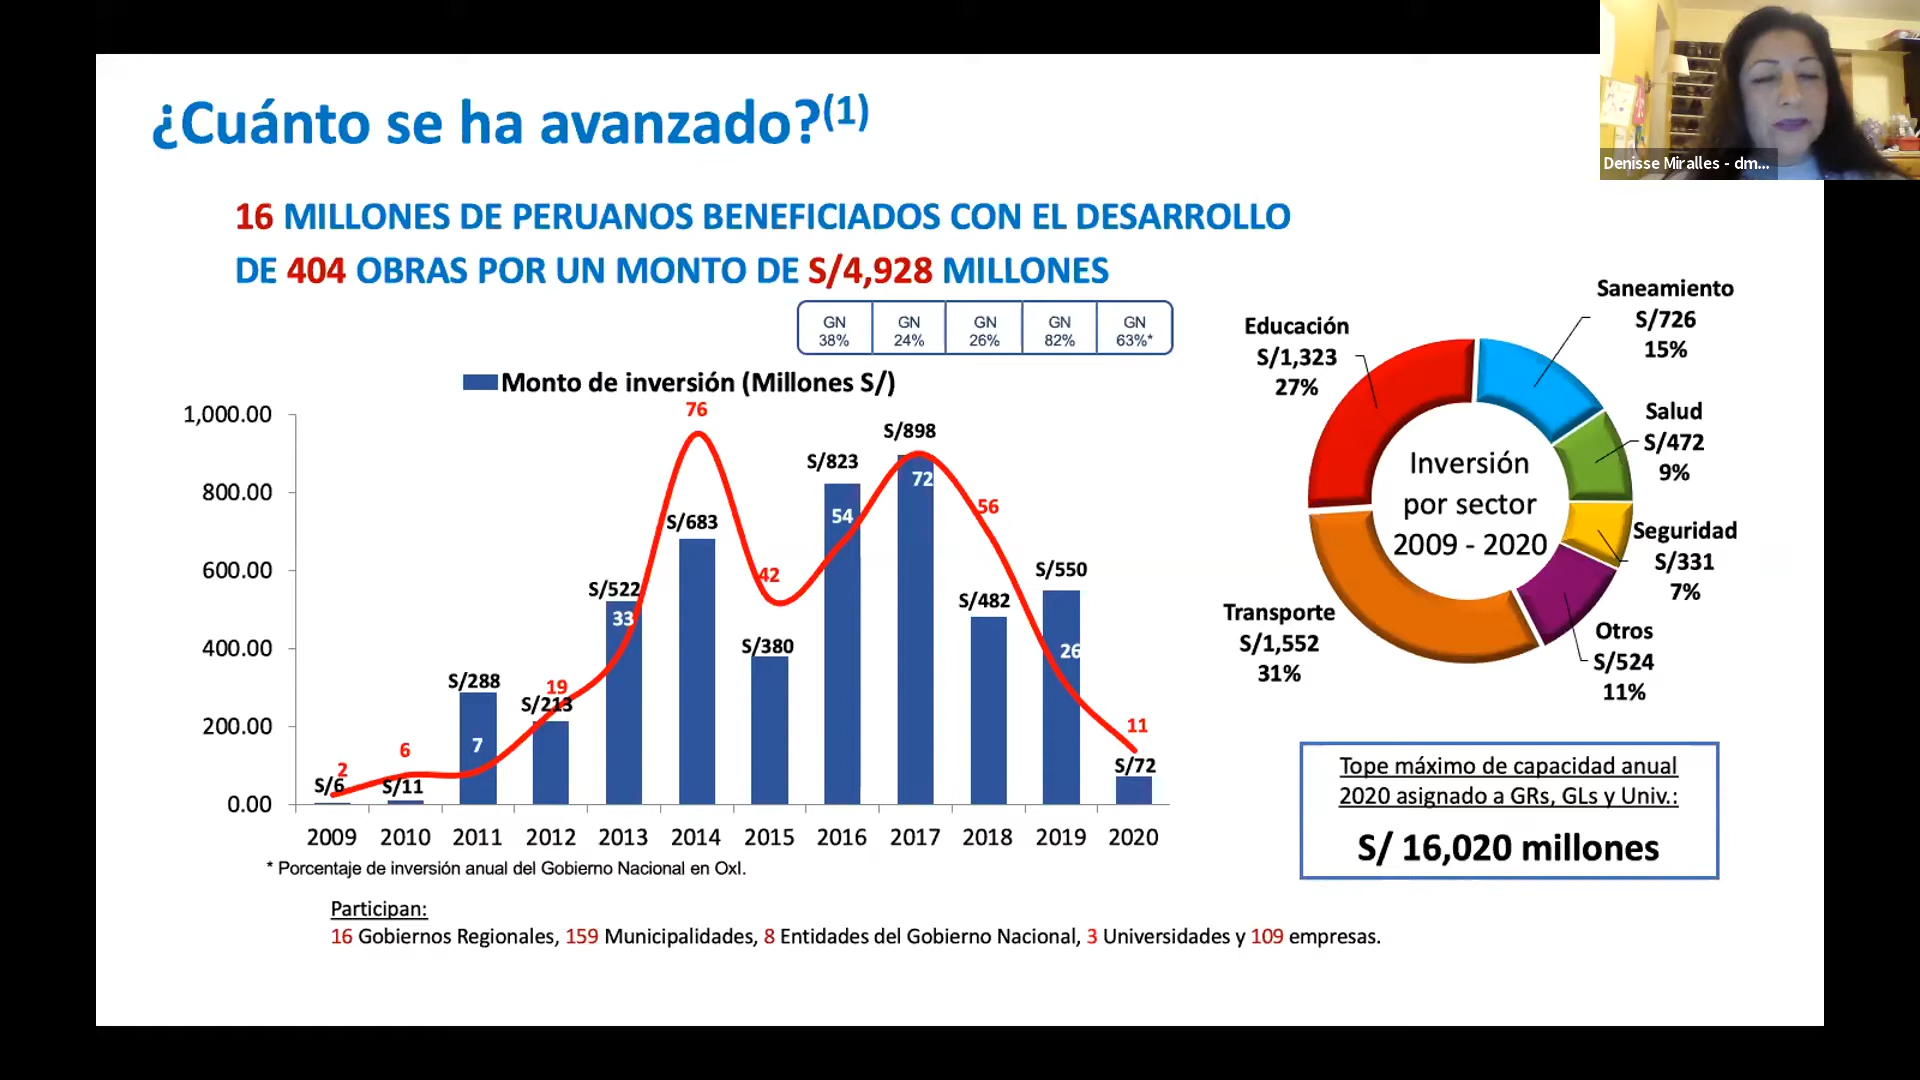 ¿Cuánto se ha avanzado?(1)
Denisse Miralles - dm...
16 MILLONES DE PERUANOS BENEFICIADOS CON EL DESARROLLO
DE 404 OBRAS POR UN MONTO DE S/4,928 MILLONES
GN
38%
GN
24%
GN
26%
GN
82%
GN
63%*
Monto de inversión (Millones S/)
1,000.00
800.00
600.00
400.00
200.00
0.00
S/6
S/11
S/288
S/213
S/522
S/683
S/380
S/823
S/898
S/482
S/550
S/72
2
6
7
19
33
76
42
54
72
56
26
11
2009
2010
2011
2012
2013
2014
2015
2016
2017
2018
2019
2020
* Porcentaje de inversión anual del Gobierno Nacional en OxI.
Participan:
16 Gobiernos Regionales, 159 Municipalidades, 8 Entidades del Gobierno Nacional, 3 Universidades y 109 empresas.
Inversión
por sector
2009 - 2020
Saneamiento
S/726
15%
Salud
S/472
9%
Seguridad
S/331
7%
Otros
S/524
11%
Transporte
S/1,552
31%
Educación
S/1,323
27%
Tope máximo de capacidad anual
2020 asignado a GRs, GLs y Univ.:
S/ 16,020 millones